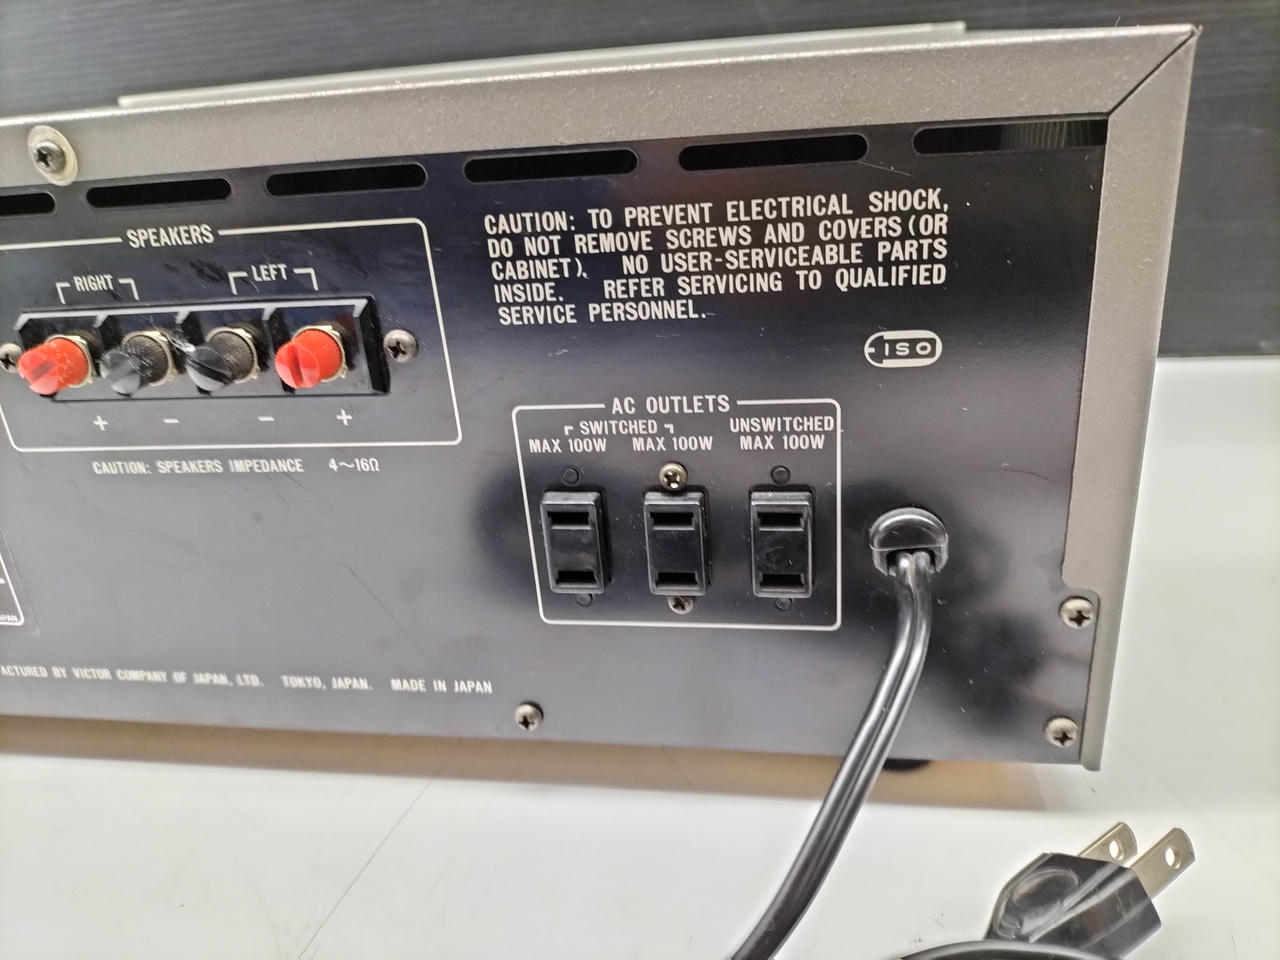 SPEAKERS
RIGHT
LEFT
+ − − +
CAUTION: SPEAKERS IMPEDANCE 4~16Ω
CAUTION: TO PREVENT ELECTRICAL SHOCK,
DO NOT REMOVE SCREWS AND COVERS (OR
CABINET). NO USER-SERVICEABLE PARTS
INSIDE. REFER SERVICING TO QUALIFIED
SERVICE PERSONNEL.
ISO
AC OUTLETS
SWITCHED
UNSWITCHED
MAX 100W MAX 100W MAX 100W
JAPAN
ACTURED BY VICTOR COMPANY OF JAPAN, LTD. TOKYO, JAPAN. MADE IN JAPAN